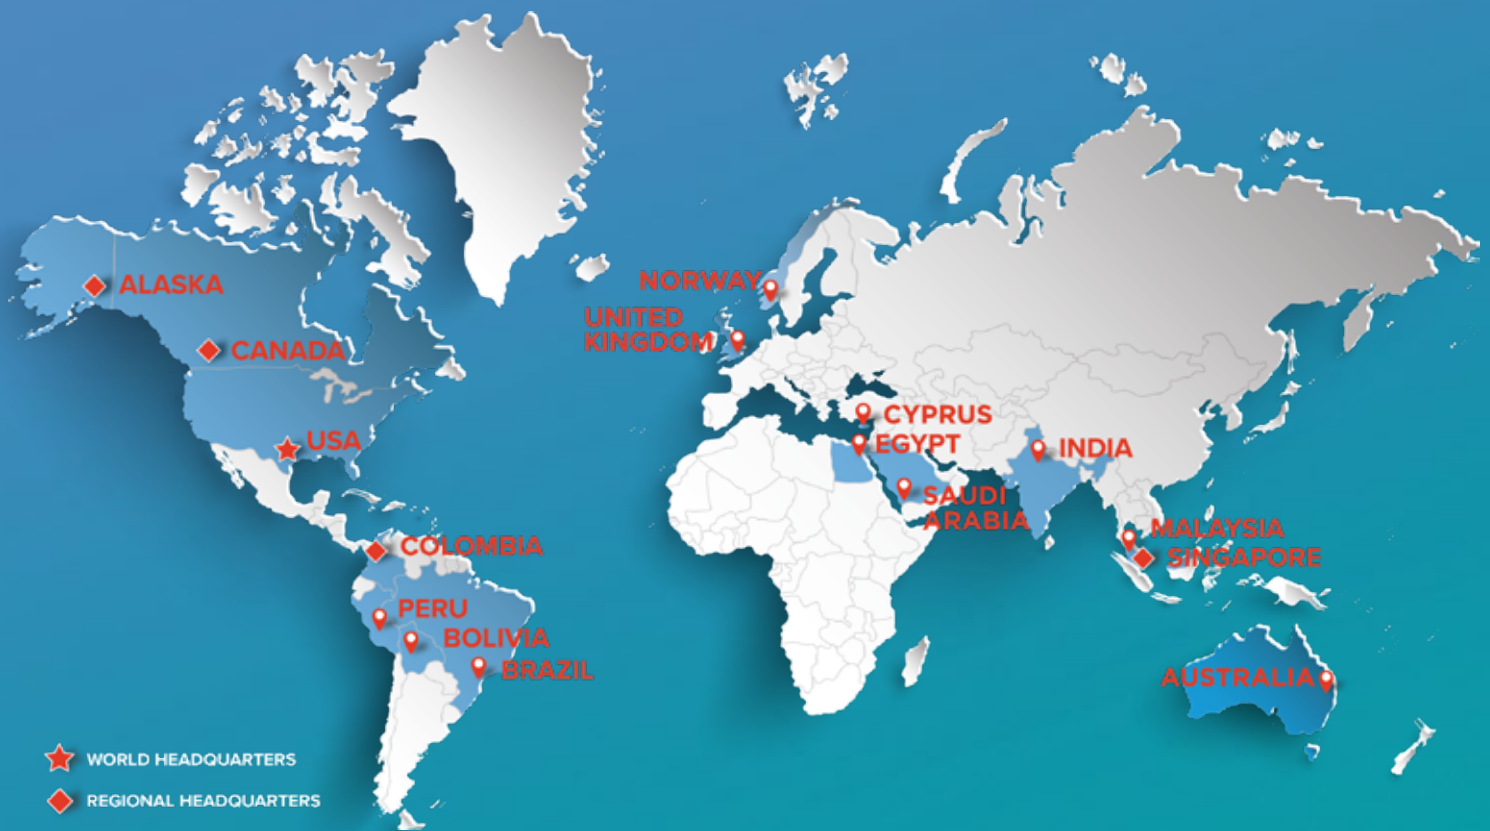 ALASKA
CANADA
USA
COLOMBIA
PERU
BOLIVIA
BRAZIL
NORWAY
UNITED
KINGDOM
CYPRUS
EGYPT
SAUDI
ARABIA
INDIA
MALAYSIA
SINGAPORE
AUSTRALIA
WORLD HEADQUARTERS
REGIONAL HEADQUARTERS